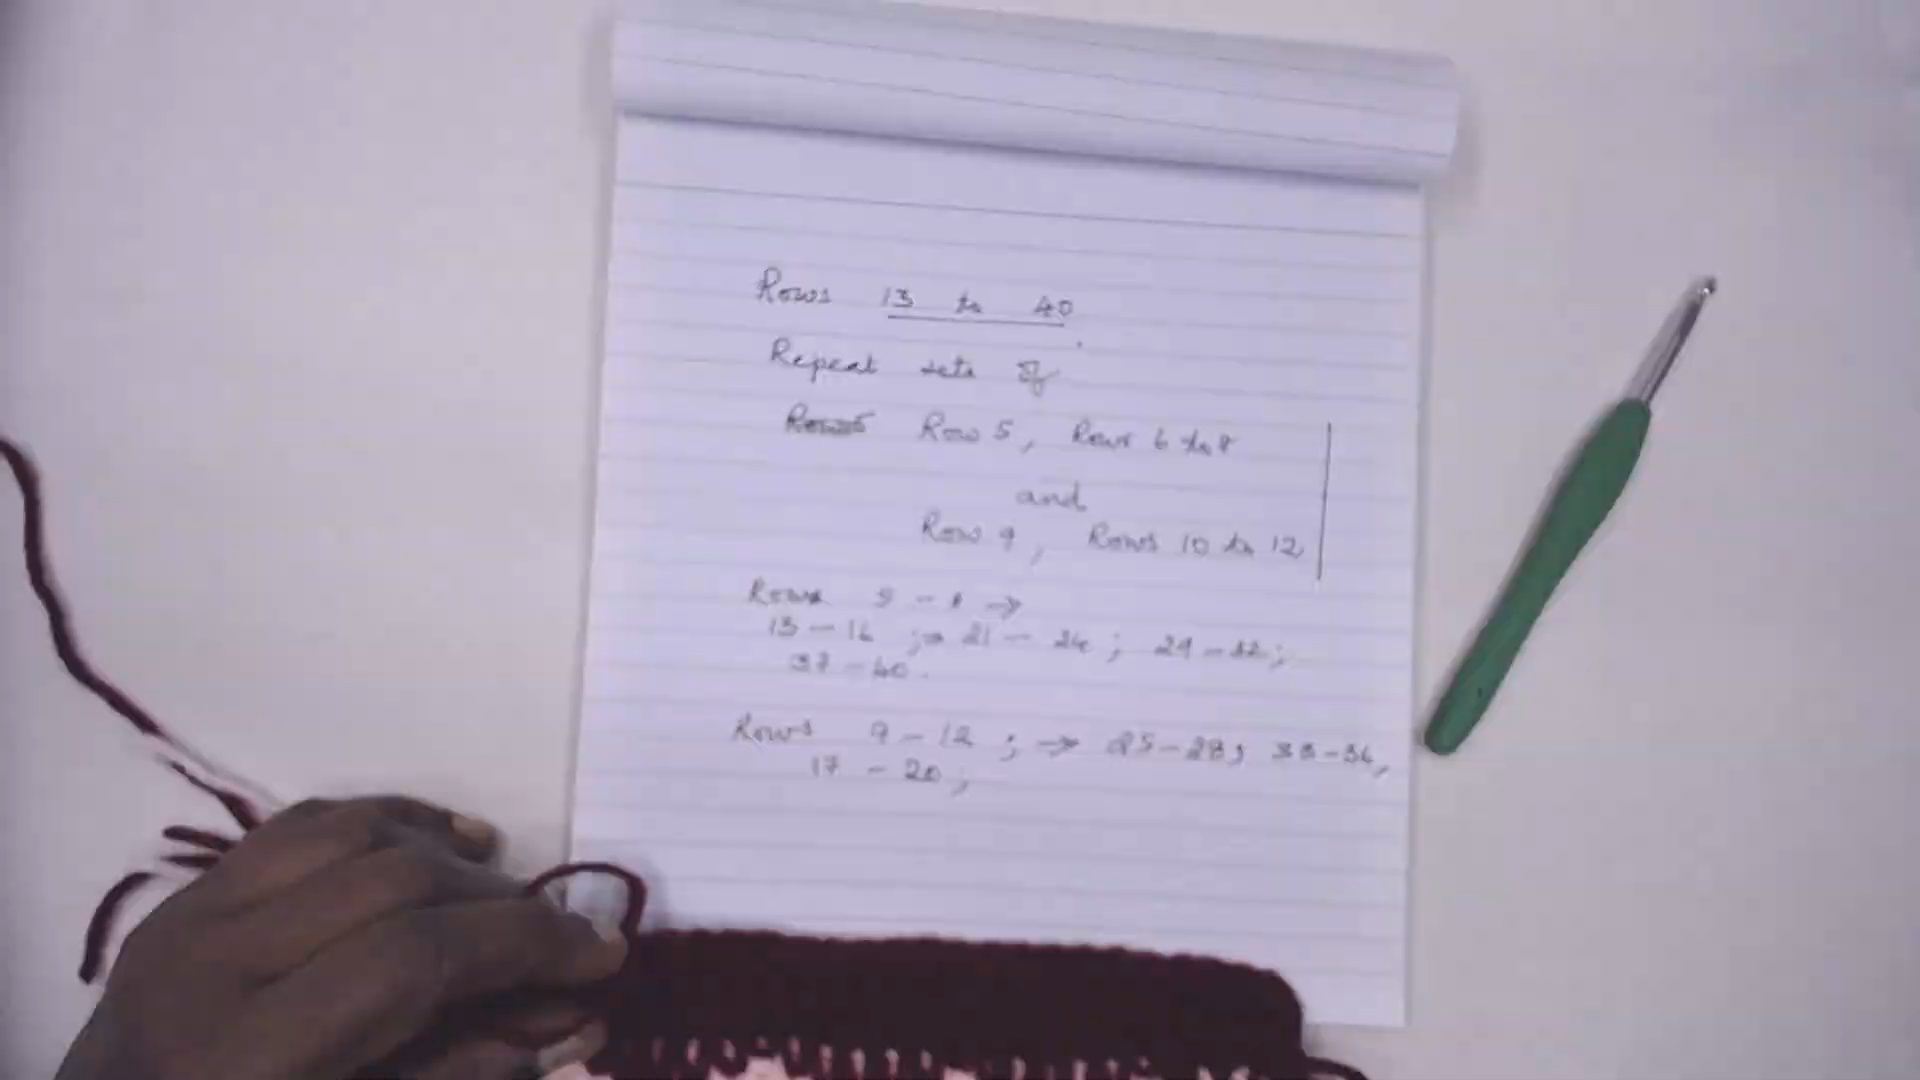 Rows 13 to 40.
Repeat sets of
Row 5, Rows 6 to 8
and
Row 9, Rows 10 to 12
Rows 5 - 8 →
13 - 16 ; 21 - 24 ; 29 - 32 ;
37 - 40 .
Rows 9 - 12 ; → 25 - 28 ; 33 - 36,
17 - 20 ;